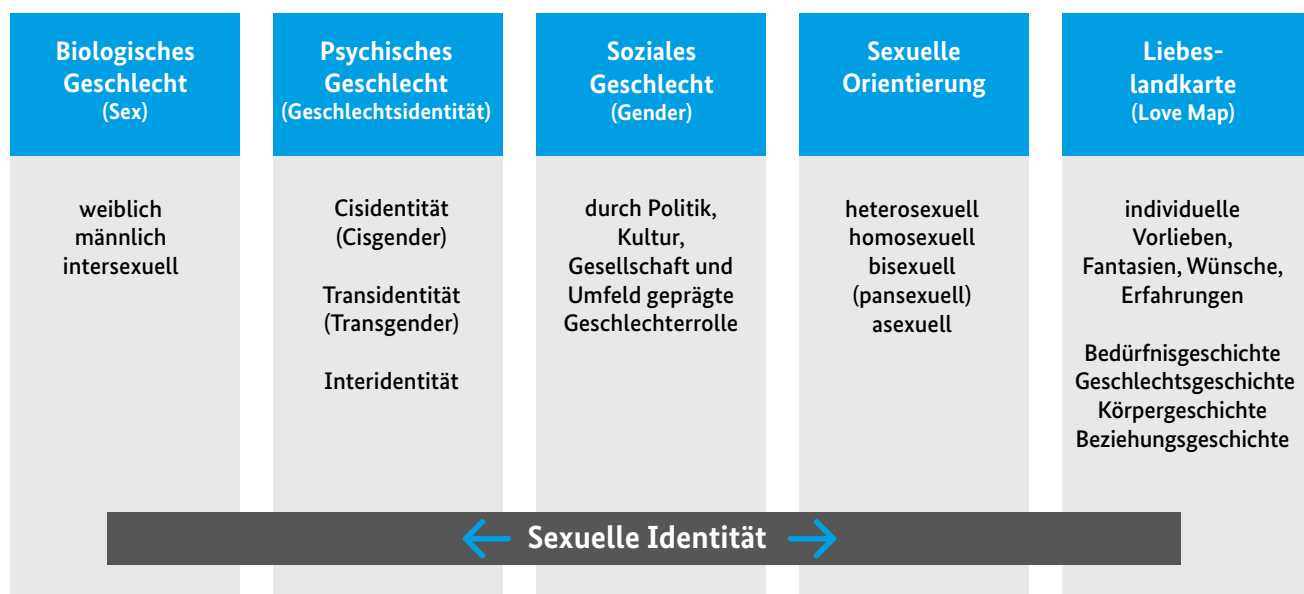 Biologisches
Geschlecht
(Sex)
weiblich
männlich
intersexuell
Psychisches
Geschlecht
(Geschlechtsidentität)
Cisidentität
(Cisgender)
Transidentität
(Transgender)
Interidentität
Soziales
Geschlecht
(Gender)
durch Politik,
Kultur,
Gesellschaft und
Umfeld geprägte
Geschlechterrolle
Sexuelle
Orientierung
heterosexuell
homosexuell
bisexuell
(pansexuell)
asexuell
Liebes-
landkarte
(Love Map)
individuelle
Vorlieben,
Fantasien, Wünsche,
Erfahrungen
Bedürfnisgeschichte
Geschlechtsgeschichte
Körpergeschichte
Beziehungsgeschichte
Sexuelle Identität